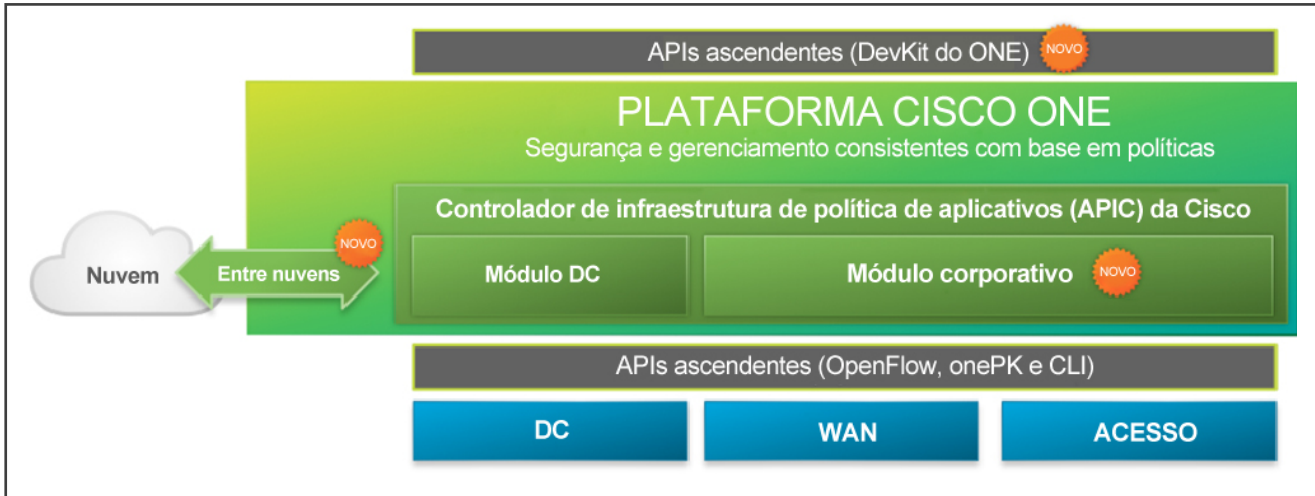 APIs ascendentes (DevKit do ONE) NOVO
PLATAFORMA CISCO ONE
Segurança e gerenciamento consistentes com base em políticas
Controlador de infraestrutura de política de aplicativos (APIC) da Cisco
NOVO
Nuvem
Entre nuvens
Módulo DC
Módulo corporativo NOVO
APIs ascendentes (OpenFlow, onePK e CLI)
DC
WAN
ACESSO